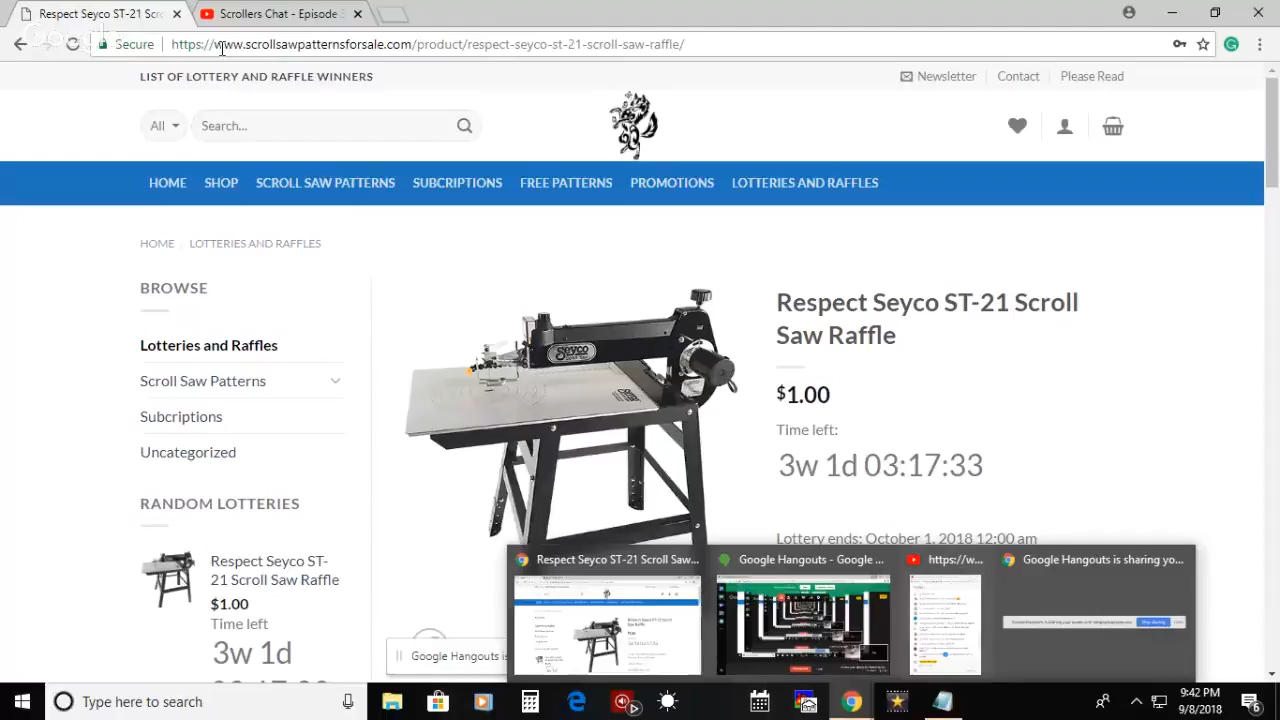 Respect Seyco ST-21 Sc
Scrollers Chat - Episode
Secure
https://www.scrollsawpatternsforsale.com/product/respect-seyco-st-21-scroll-saw-raffle/
LIST OF LOTTERY AND RAFFLE WINNERS
Newsletter
Contact
Please Read
All
Search...
HOME
SHOP
SCROLL SAW PATTERNS
SUBCRIPTIONS
FREE PATTERNS
PROMOTIONS
LOTTERIES AND RAFFLES
HOME / LOTTERIES AND RAFFLES
BROWSE
Lotteries and Raffles
Scroll Saw Patterns
Subcriptions
Uncategorized
RANDOM LOTTERIES
Respect Seyco ST-
21 Scroll Saw Raffle
$1.00
Time left
3w 1d
Seyco
Respect Seyco ST-21 Scroll
Saw Raffle
$1.00
Time left:
3w 1d 03:17:33
Lottery ends: October 1, 2018 12:00 am
Respect Seyco ST-21 Scroll Saw...
Google Hangouts - Google ...
https://w...
Google Hangouts is sharing yo...
Google Hangouts
Type here to search
9:42 PM
9/8/2018
6